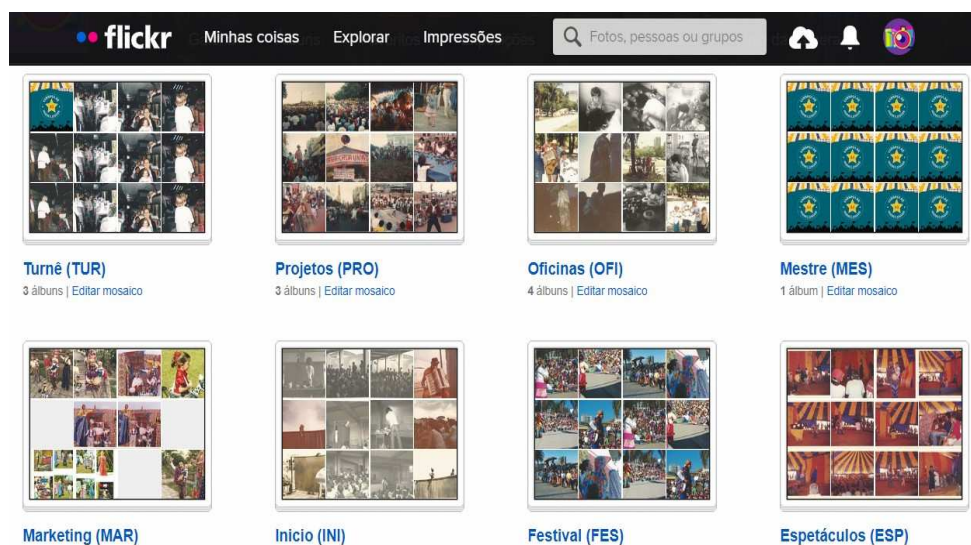 flickr Minhas coisas Explorar Impressões Fotos, pessoas ou grupos
Turnê (TUR) Projetos (PRO) Oficinas (OFI) Mestre (MES)
3 álbuns | Editar mosaico 3 álbuns | Editar mosaico 4 álbuns | Editar mosaico 1 álbum | Editar mosaico
Marketing (MAR) Inicio (INI) Festival (FES) Espetáculos (ESP)